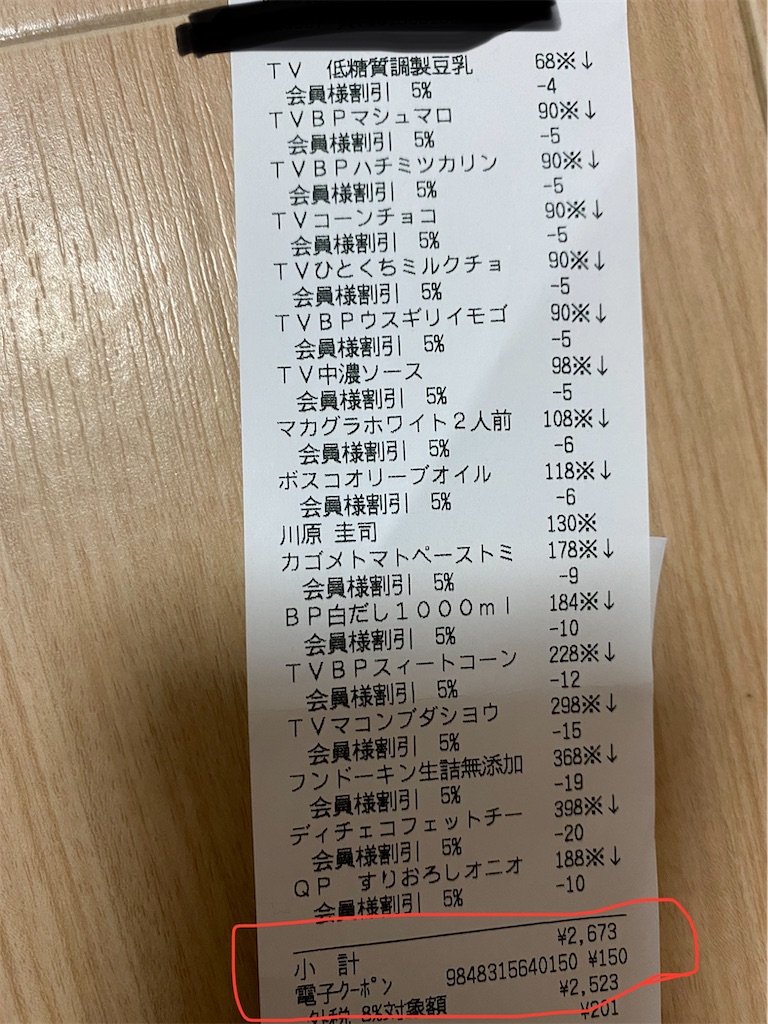 TV 低糖質調製豆乳 68※↓
会員様割引 5% -4
TVBPマシュマロ 90※↓
会員様割引 5% -5
TVBPハチミツカリン 90※↓
会員様割引 5% -5
TVコーンチョコ 90※↓
会員様割引 5% -5
TVひとくちミルクチョ 90※↓
会員様割引 5% -5
TVBPウスギリイモゴ 90※↓
会員様割引 5% -5
TV中濃ソース 98※↓
会員様割引 5% -5
マカグラホワイト2人前 108※↓
会員様割引 5% -6
ボスコオリーブオイル 118※↓
会員様割引 5% -6
川原 圭司 130※
カゴメトマトペーストミ 178※↓
会員様割引 5% -9
BP白だし1000ml 184※↓
会員様割引 5% -10
TVBPスィートコーン 228※↓
会員様割引 5% -12
TVマコンブダシヨウ 298※↓
会員様割引 5% -15
フンドーキン生詰無添加 368※↓
会員様割引 5% -19
ディチェコフェットチー 398※↓
会員様割引 5% -20
QP すりおろしオニオ 188※↓
会員様割引 5% -10
小計 ¥2,673
電子クーポン 9848315640150 ¥150
外税 8%対象額 ¥2,523
¥201